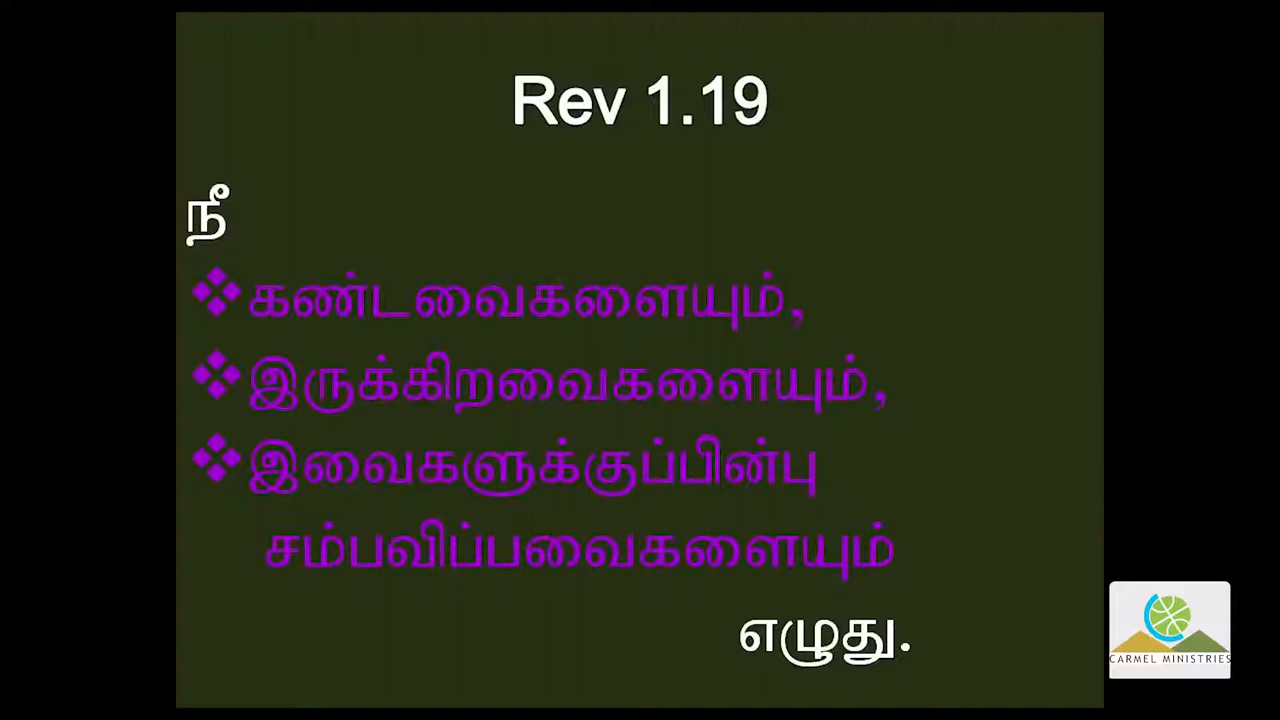 Rev 1.19
நீ
❖கண்டவைகளையும்,
❖இருக்கிறவைகளையும்,
❖இவைகளுக்குப்பின்பு
சம்பவிப்பவைகளையும்
எழுது.
CARMEL MINISTRIES